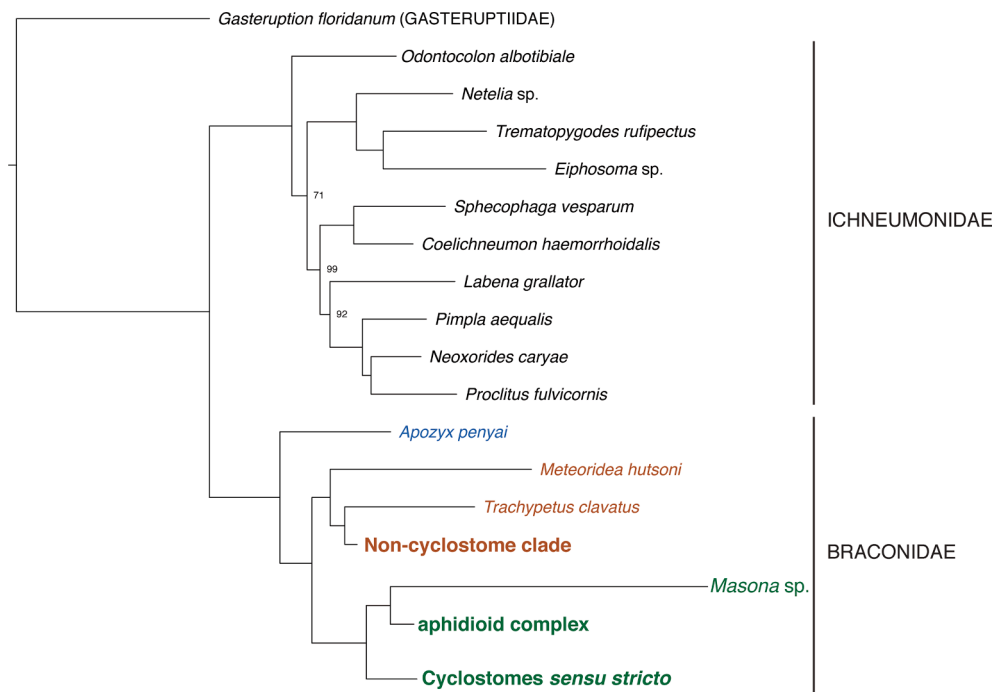 Gasteruption floridanum (GASTERUPTIIDAE)
Odontocolon albotibiale
Netelia sp.
Trematopygodes rufipectus
Eiphosoma sp.
71
Sphecophaga vesparum
ICHNEUMONIDAE
Coelichneumon haemorrhoidalis
99
Labena grallator
92
Pimpla aequalis
Neoxorides caryae
Proclitus fulvicornis
Apozyx penyai
Meteoridea hutsoni
Trachypetus clavatus
Non-cyclostome clade
BRACONIDAE
Masona sp.
aphidioid complex
Cyclostomes sensu stricto